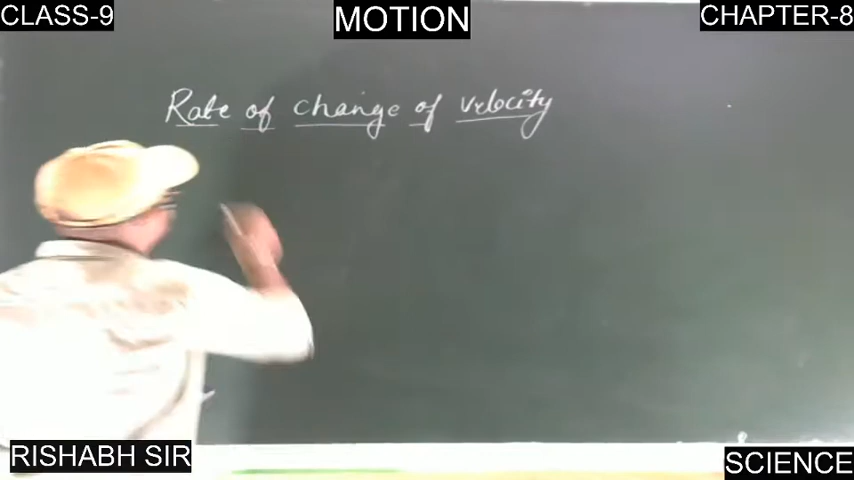 CLASS-9
MOTION
CHAPTER-8
Rate of change of velocity
RISHABH SIR
SCIENCE